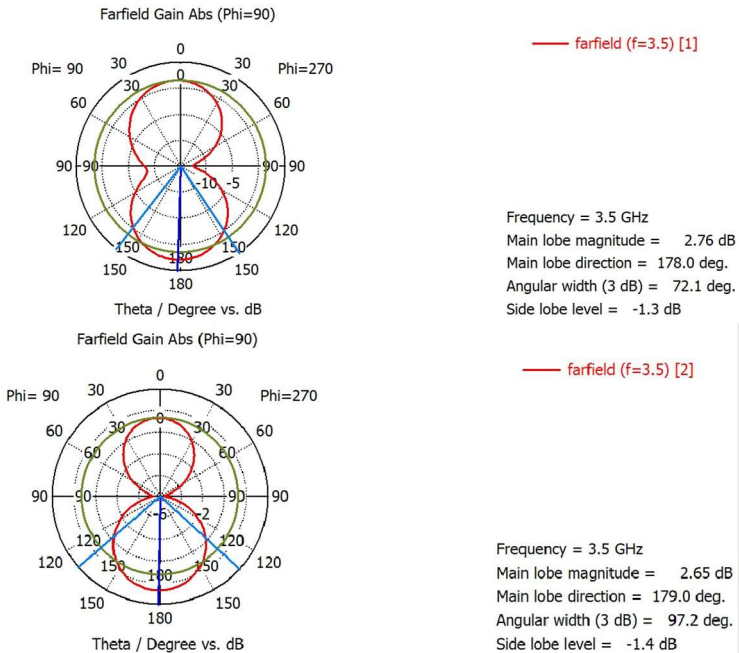 Farfield Gain Abs (Phi=90)
farfield (f=3.5) [1]
0
Phi= 90 30 0 30 Phi=270
30 30
60 60
90 90 -10 -5 90 90
120 120
150 180 150
180
Theta / Degree vs. dB
Frequency = 3.5 GHz
Main lobe magnitude = 2.76 dB
Main lobe direction = 178.0 deg.
Angular width (3 dB) = 72.1 deg.
Side lobe level = -1.3 dB
Farfield Gain Abs (Phi=90)
farfield (f=3.5) [2]
0
Phi= 90 30 0 30 Phi=270
30 30
60 60 60
90 90 90 90
-6 -2
120 120 120 120
150 180 150
150 180 150
Theta / Degree vs. dB
Frequency = 3.5 GHz
Main lobe magnitude = 2.65 dB
Main lobe direction = 179.0 deg.
Angular width (3 dB) = 97.2 deg.
Side lobe level = -1.4 dB